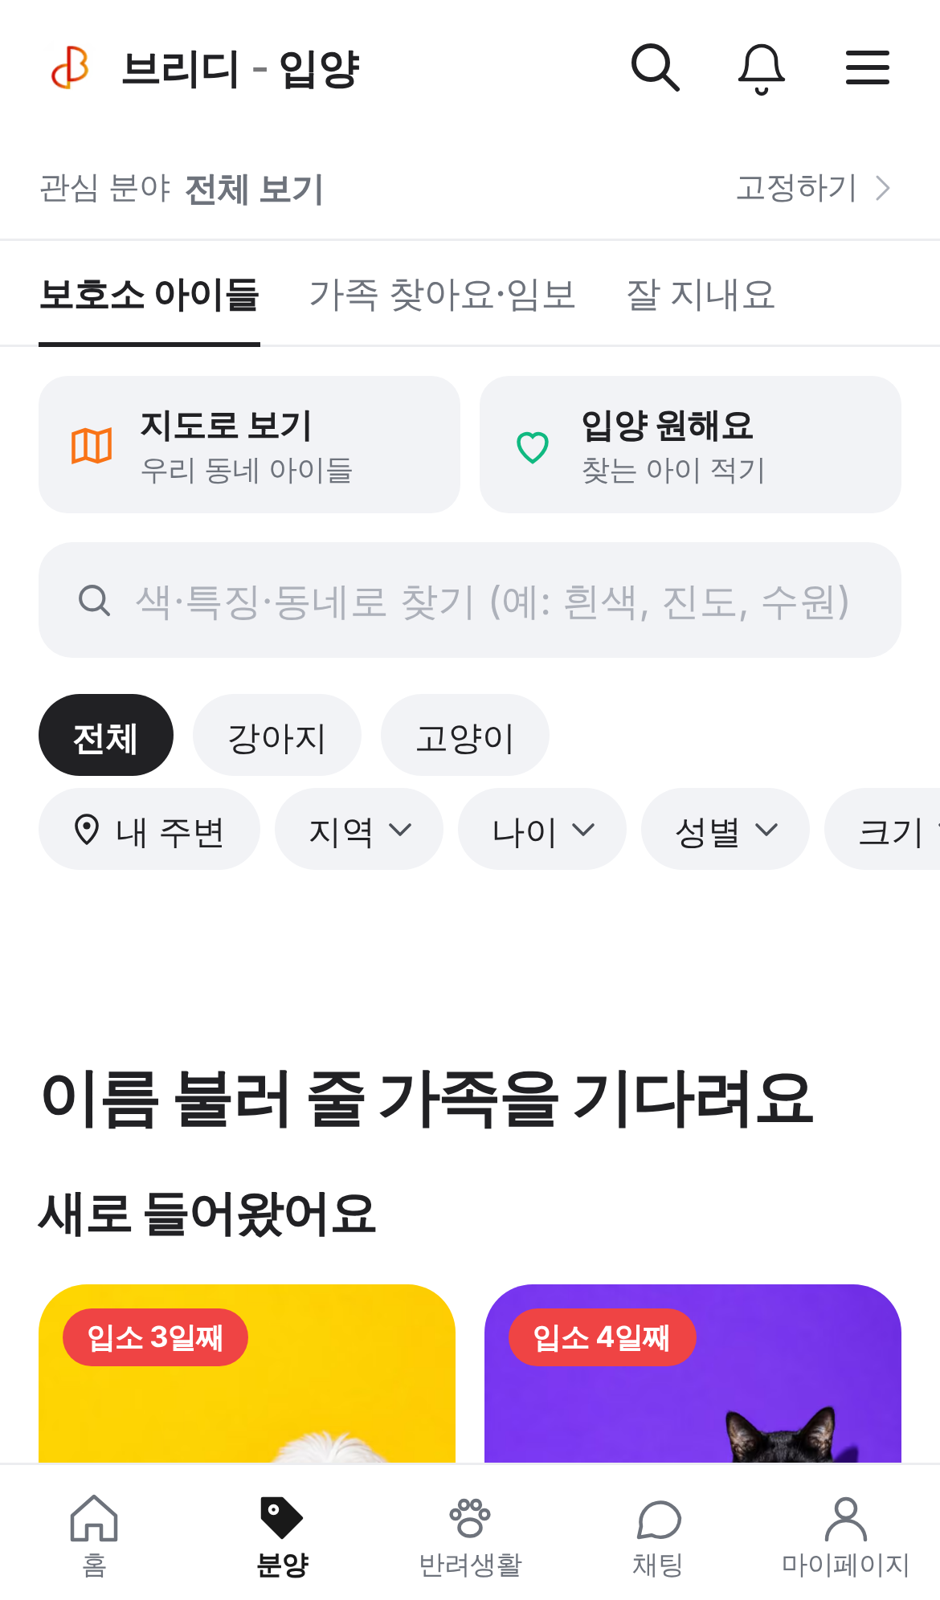 브리디 - 입양
관심 분야 전체 보기 고정하기
보호소 아이들 가족 찾아요·임보 잘 지내요
지도로 보기
우리 동네 아이들
입양 원해요
찾는 아이 적기
색·특징·동네로 찾기 (예: 흰색, 진도, 수원)
전체 강아지 고양이
내 주변 지역 나이 성별 크기
이름 불러 줄 가족을 기다려요
새로 들어왔어요
입소 3일째 입소 4일째
홈 분양 반려생활 채팅 마이페이지